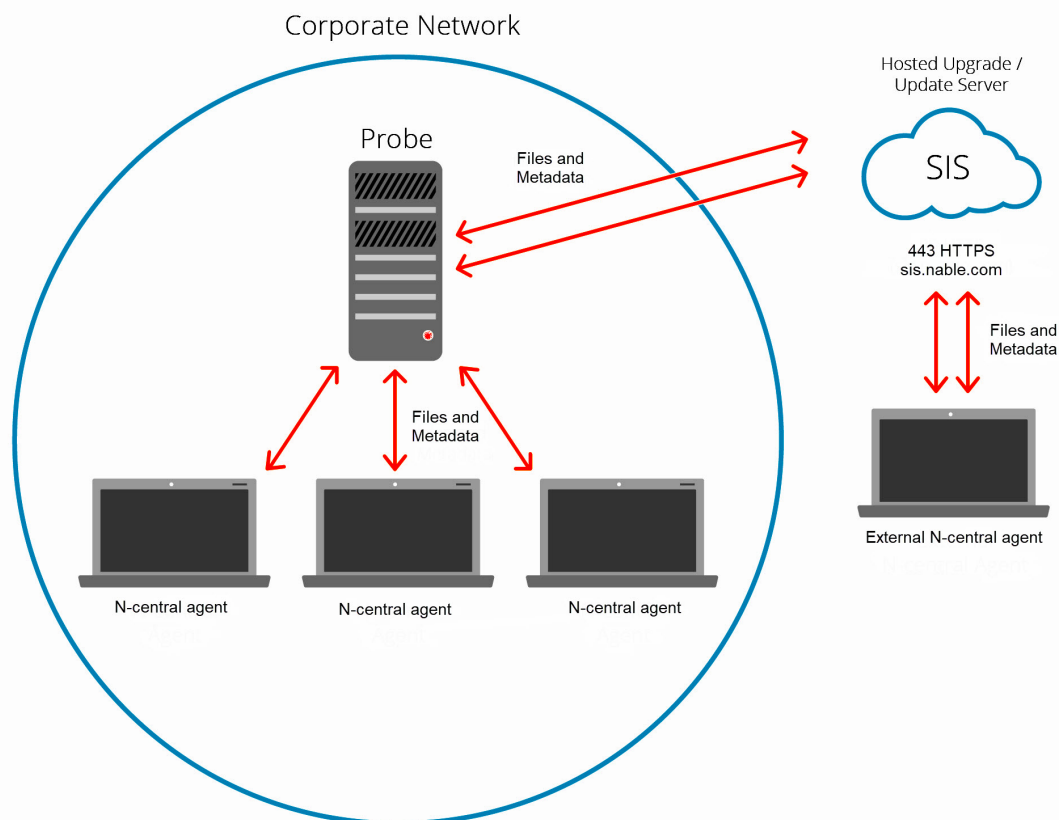 Corporate Network
Hosted Upgrade /
Update Server
Probe
Files and
Metadata
SIS
443 HTTPS
sis.nable.com
Files and
Metadata
Files and
Metadata
External N-central agent
N-central agent
N-central agent
N-central agent